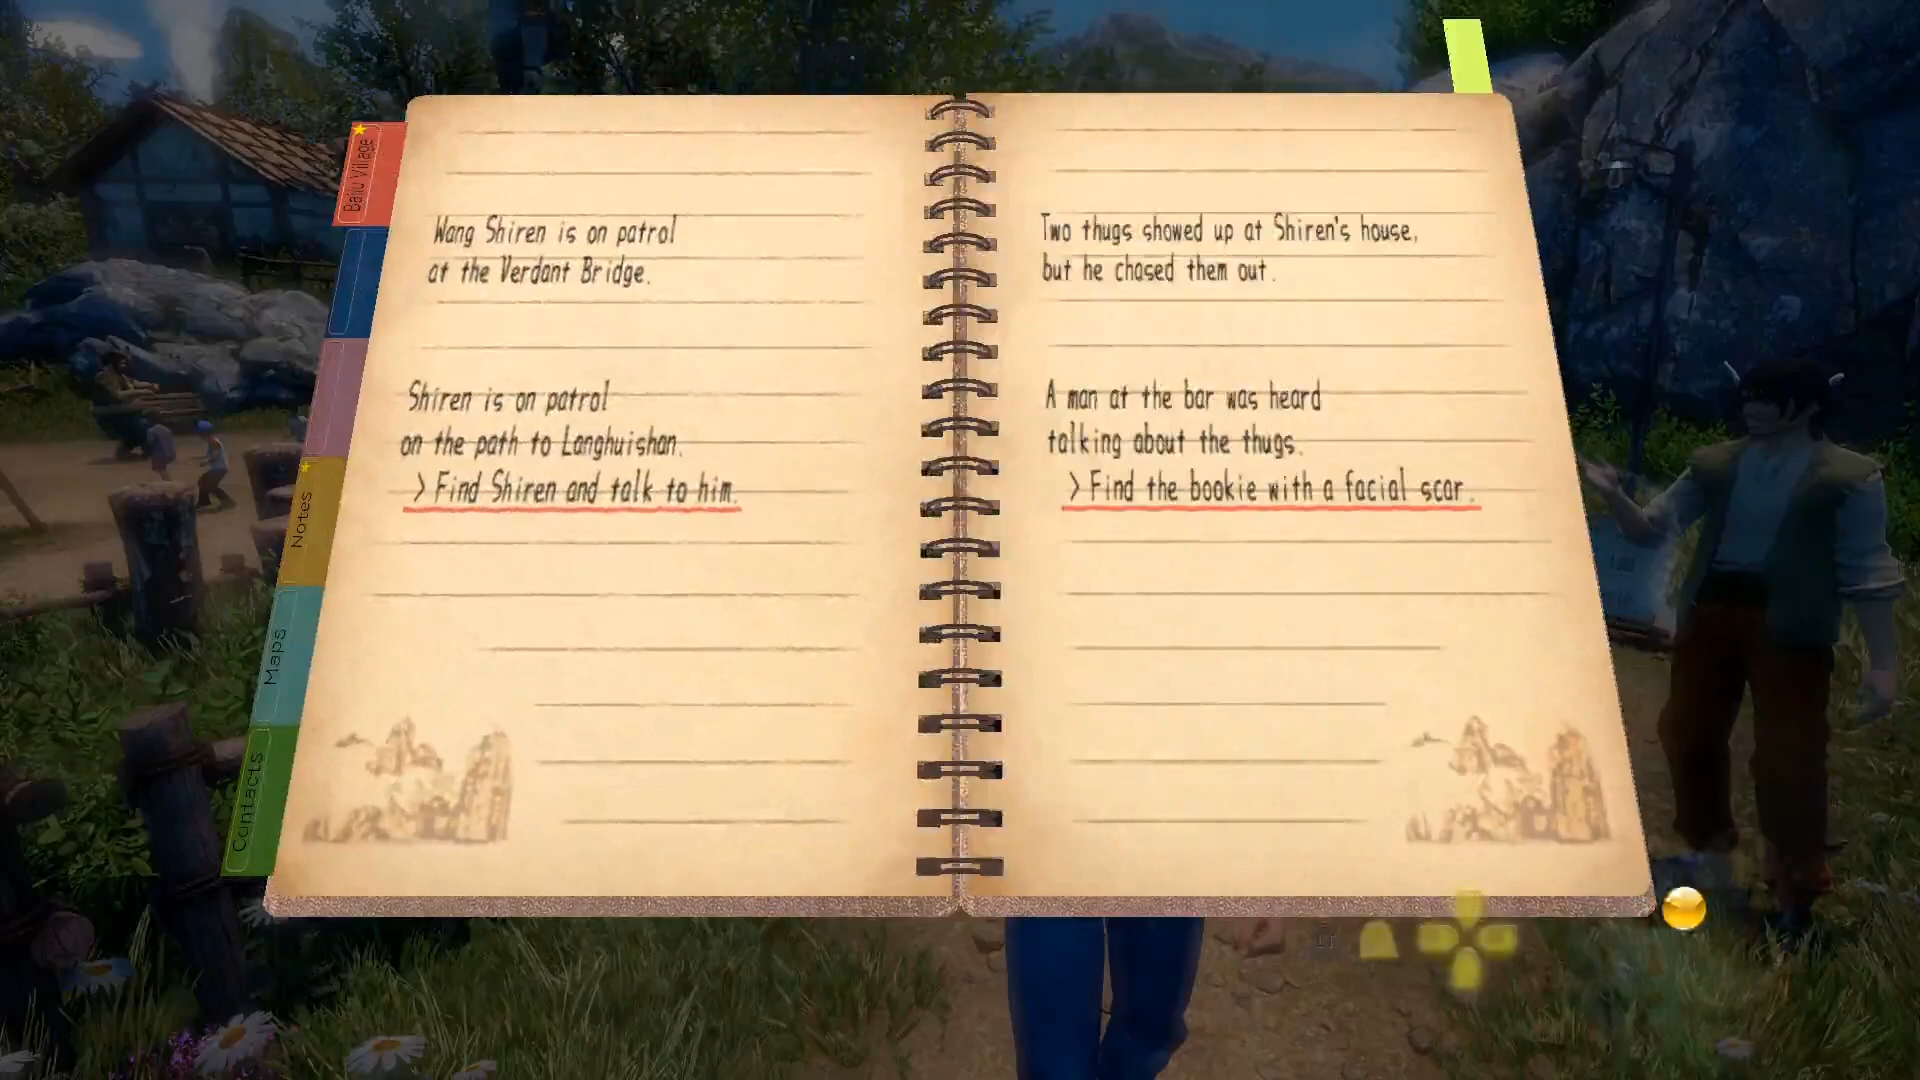 Bailu Village
Notes
Maps
Contacts
Wang Shiren is on patrol
at the Verdant Bridge.
Shiren is on patrol
on the path to Langhuishan.
> Find Shiren and talk to him.
Two thugs showed up at Shiren's house,
but he chased them out.
A man at the bar was heard
talking about the thugs.
> Find the bookie with a facial scar.
LT